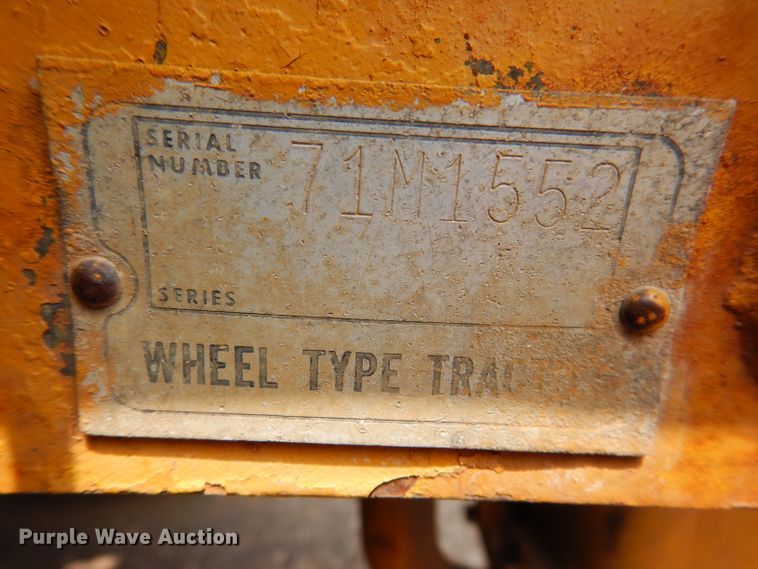 SERIAL
NUMBER 71M1552
SERIES
WHEEL TYPE
Purple Wave Auction